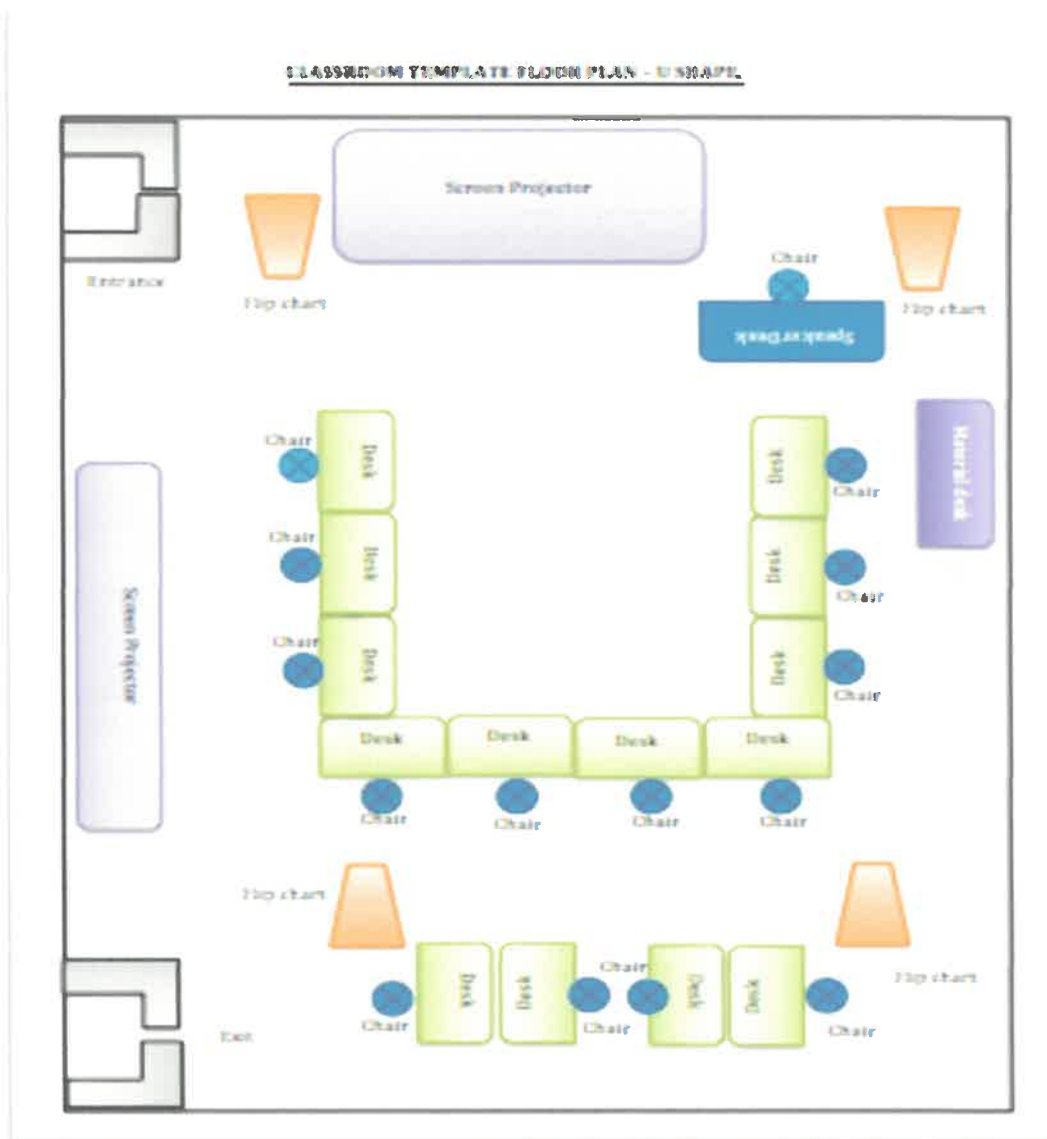 CLASSROOM TEMPLATE FLOOR PLAN - U SHAPE
Screen Projector
Entrance
Flip chart
Chair
Flip chart
Speaker Desk
Chair
Desk
Desk
Chair
Material desk
Chair
Desk
Desk
Chair
Screen Projector
Chair
Desk
Desk
Chair
Desk
Desk
Desk
Desk
Chair
Chair
Chair
Chair
Flip chart
Flip chart
Exit
Chair
Desk
Desk
Chair
Chair
Desk
Desk
Chair